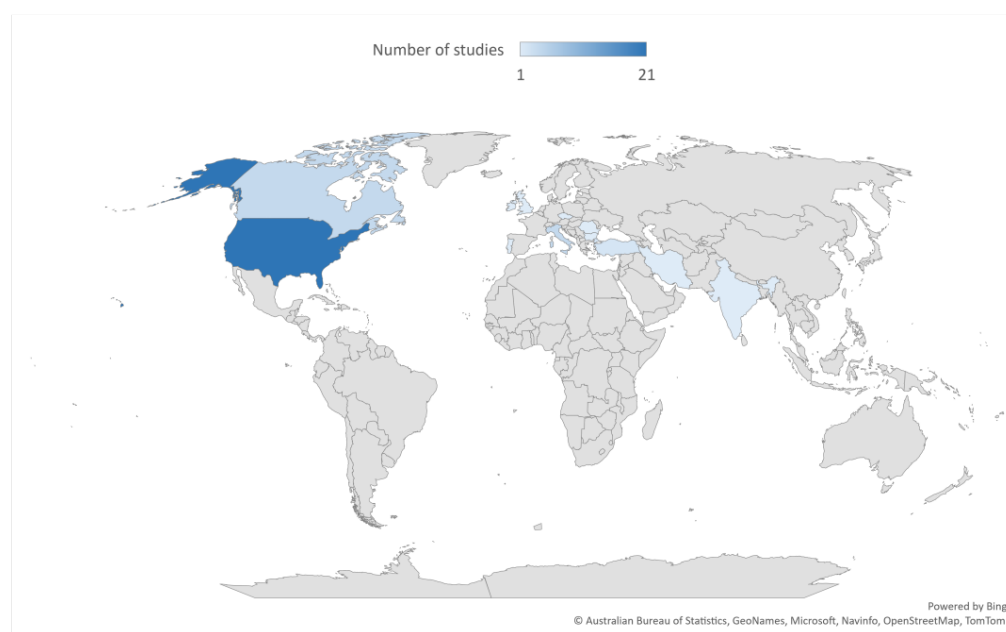 Number of studies
1 21
Powered by Bing
© Australian Bureau of Statistics, GeoNames, Microsoft, Navinfo, OpenStreetMap, TomTom